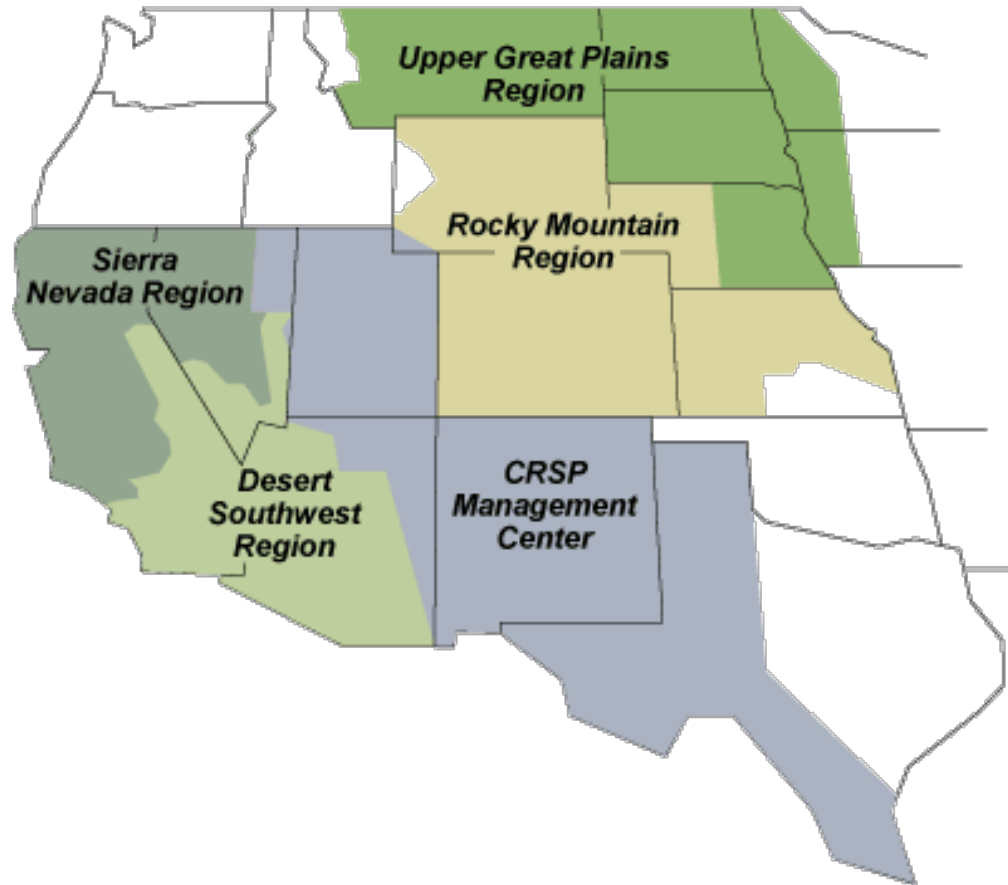 Upper Great Plains
Region
Rocky Mountain
Region
Sierra
Nevada Region
CRSP
Management
Center
Desert
Southwest
Region